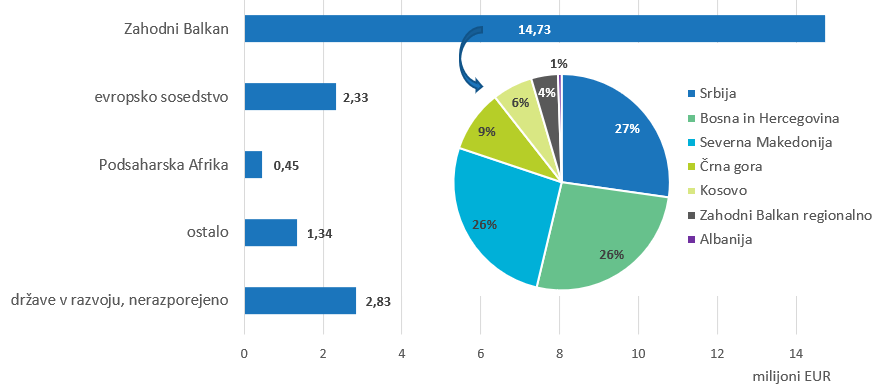 Zahodni Balkan
14,73
evropsko sosedstvo
2,33
Podsaharska Afrika
0,45
ostalo
1,34
države v razvoju, nerazporejeno
2,83
0
2
4
6
8
10
12
14
milijoni EUR
1%
4%
6%
9%
26%
26%
27%
Srbija
Bosna in Hercegovina
Severna Makedonija
Črna gora
Kosovo
Zahodni Balkan regionalno
Albanija